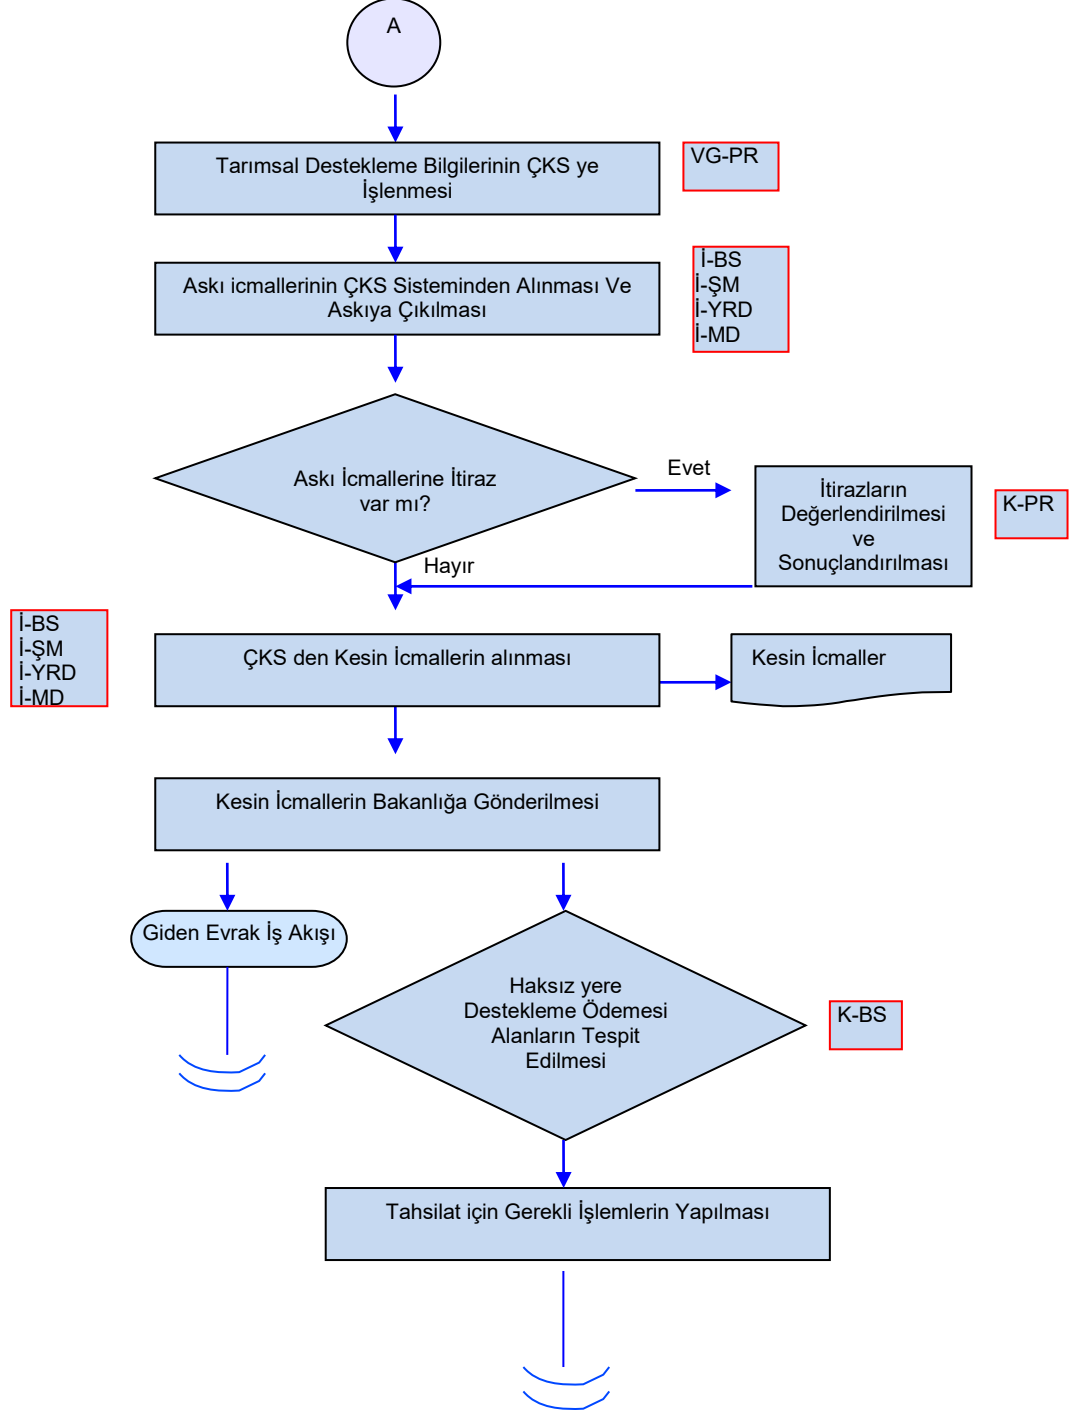 A
Tarımsal Destekleme Bilgilerinin ÇKS ye
İşlenmesi
VG-PR
Askı icmallerinin ÇKS Sisteminden Alınması Ve
Askıya Çıkılması
İ-BS
İ-ŞM
İ-YRD
İ-MD
Askı İcmallerine İtiraz
var mı?
Evet
İtirazların
Değerlendirilmesi
ve
Sonuçlandırılması
K-PR
Hayır
İ-BS
İ-ŞM
İ-YRD
İ-MD
ÇKS den Kesin İcmallerin alınması
Kesin İcmaller
Kesin İcmallerin Bakanlığa Gönderilmesi
Giden Evrak İş Akışı
Haksız yere
Destekleme Ödemesi
Alanların Tespit
Edilmesi
K-BS
Tahsilat için Gerekli İşlemlerin Yapılması